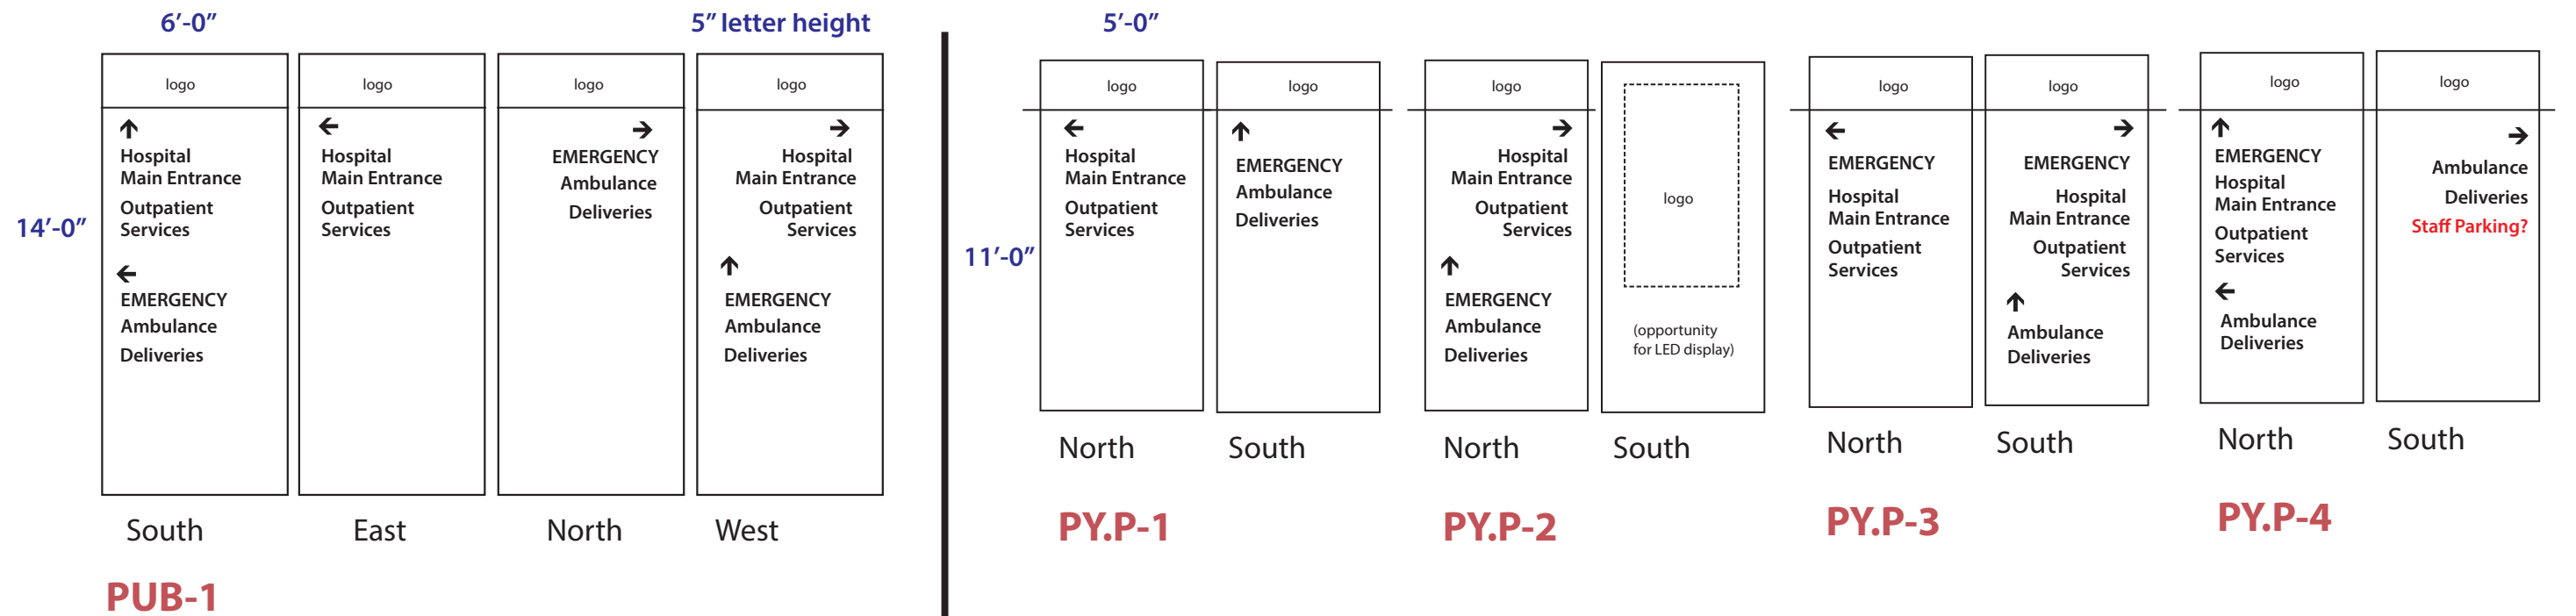 6’-0”
5” letter height
5’-0”
14’-0”
logo
Hospital
Main Entrance
Outpatient
Services
EMERGENCY
Ambulance
Deliveries
South
logo
Hospital
Main Entrance
Outpatient
Services
East
logo
EMERGENCY
Ambulance
Deliveries
North
logo
Hospital
Main Entrance
Outpatient
Services
EMERGENCY
Ambulance
Deliveries
West
PUB-1
11’-0”
logo
Hospital
Main Entrance
Outpatient
Services
North
logo
EMERGENCY
Ambulance
Deliveries
South
PY.P-1
logo
Hospital
Main Entrance
Outpatient
Services
EMERGENCY
Ambulance
Deliveries
North
logo
(opportunity
for LED display)
South
PY.P-2
logo
EMERGENCY
Hospital
Main Entrance
Outpatient
Services
North
logo
EMERGENCY
Hospital
Main Entrance
Outpatient
Services
Ambulance
Deliveries
South
PY.P-3
logo
EMERGENCY
Hospital
Main Entrance
Outpatient
Services
Ambulance
Deliveries
North
logo
Ambulance
Deliveries
Staff Parking?
South
PY.P-4